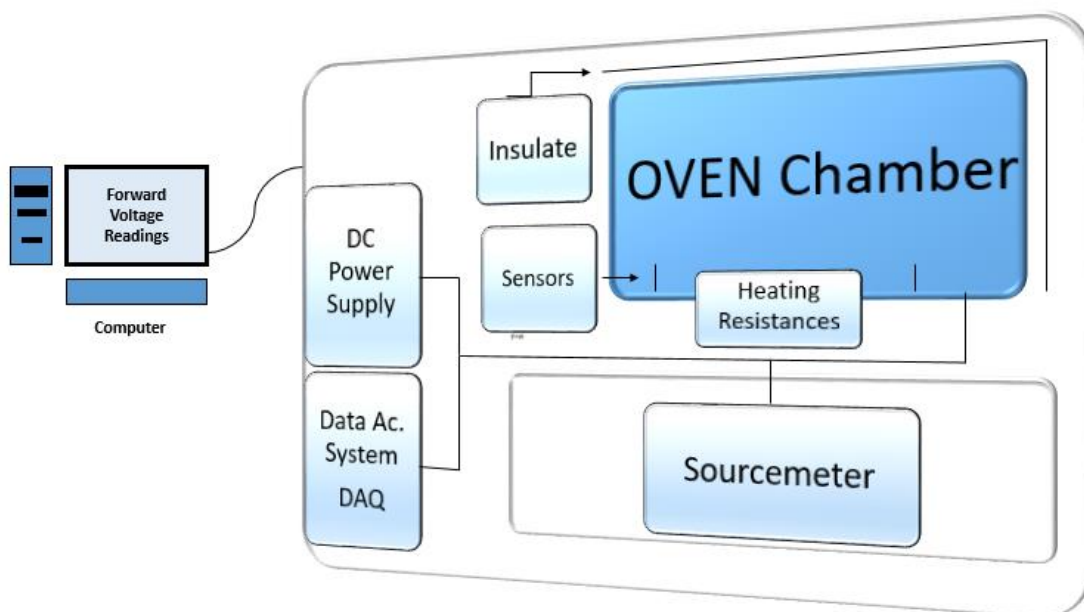 Forward
Voltage
Readings
Computer
DC
Power
Supply
Data Ac.
System
DAQ
Insulate
Sensors
OVEN Chamber
Heating
Resistances
Sourcemeter